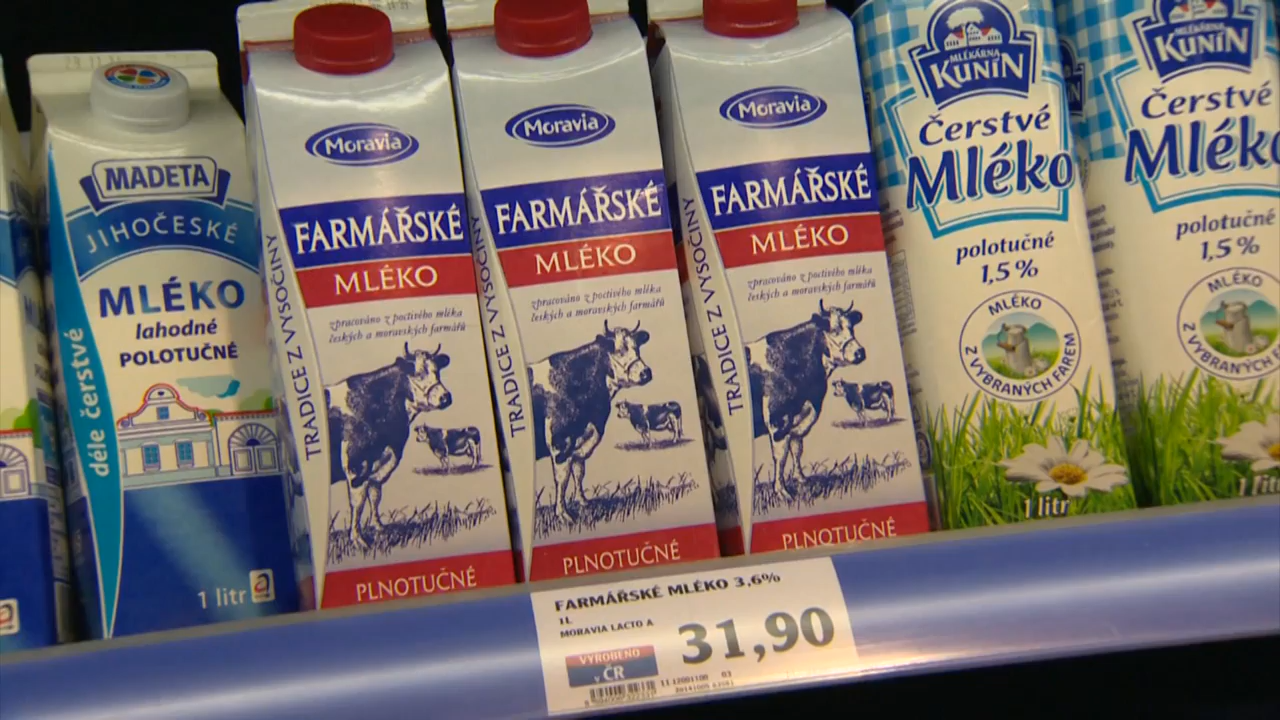 MADETA
JIHOČESKÉ
MLÉKO
lahodné
POLOTUČNÉ
déle čerstvé
1 litr
Moravia
FARMÁŘSKÉ
MLÉKO
zpracováno z poctivého mléka
českých a moravských farmářů
TRADICE Z VYSOČINY
PLNOTUČNÉ
Moravia
FARMÁŘSKÉ
MLÉKO
zpracováno z poctivého mléka
českých a moravských farmářů
TRADICE Z VYSOČINY
PLNOTUČNÉ
Moravia
FARMÁŘSKÉ
MLÉKO
zpracováno z poctivého mléka
českých a moravských farmářů
TRADICE Z VYSOČINY
PLNOTUČNÉ
MLÉKÁRNA
KUNÍN
Čerstvé
Mléko
polotučné
1,5 %
MLÉKO
Z VYBRANÝCH FAREM
1 litr
MLÉKÁRNA
KUNÍN
Čerstvé
Mléko
polotučné
1,5 %
MLÉKO
Z VYBRANÝCH
FARMÁŘSKÉ MLÉKO 3,6%
1L
MORAVIA LACTO A
31,90
VYROBENO
v ČR